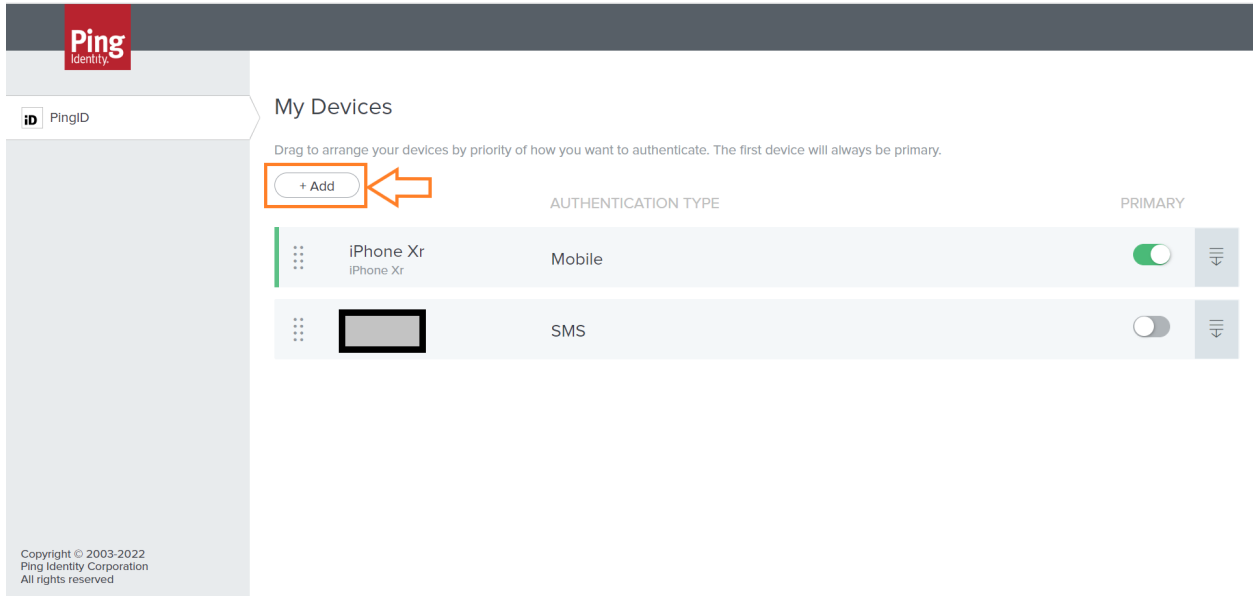 Ping
Identity.
iD PingID
My Devices
Drag to arrange your devices by priority of how you want to authenticate. The first device will always be primary.
+ Add
AUTHENTICATION TYPE PRIMARY
iPhone Xr
iPhone Xr
Mobile
SMS
Copyright © 2003-2022
Ping Identity Corporation
All rights reserved